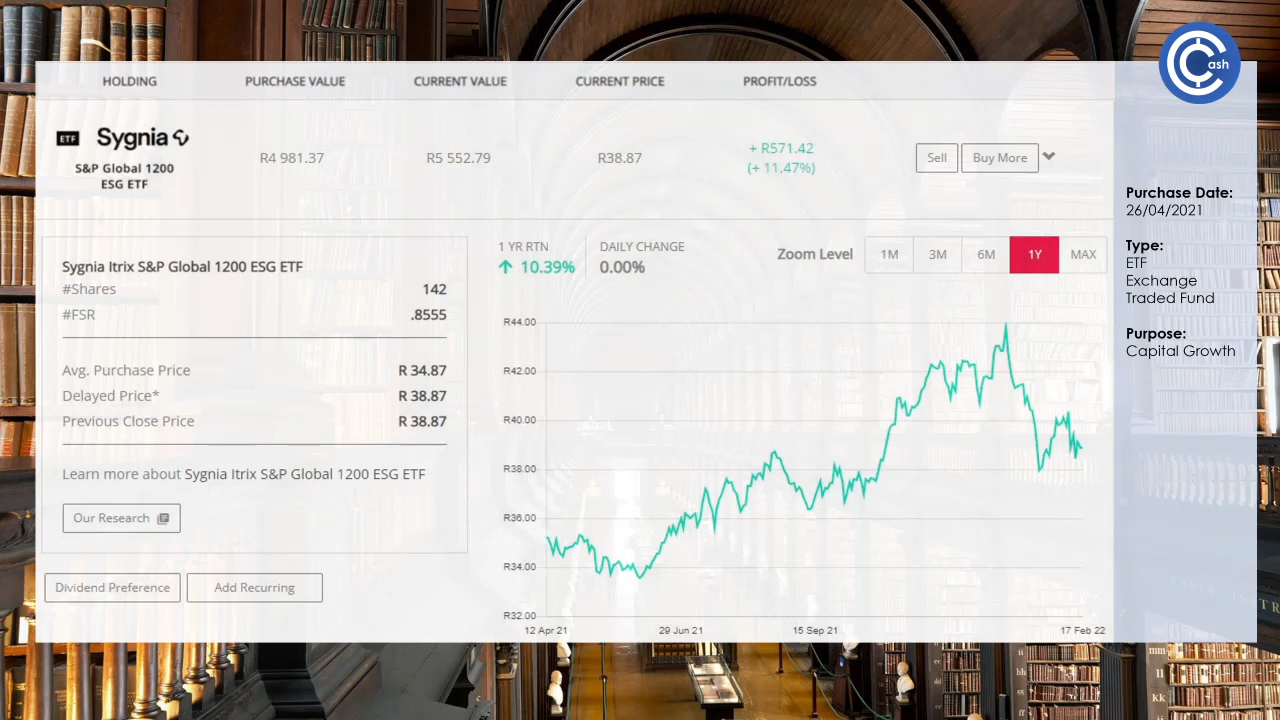 HOLDING PURCHASE VALUE CURRENT VALUE CURRENT PRICE PROFIT/LOSS
C ash
ETF Sygnia
S&P Global 1200
ESG ETF
R4 981.37 R5 552.79 R38.87
+ R571.42
(+ 11.47%)
Sell Buy More
Purchase Date:
26/04/2021
Type:
ETF
Exchange
Traded Fund
Purpose:
Capital Growth
Sygnia Itrix S&P Global 1200 ESG ETF
#Shares 142
#FSR .8555
Avg. Purchase Price R 34.87
Delayed Price* R 38.87
Previous Close Price R 38.87
Learn more about Sygnia Itrix S&P Global 1200 ESG ETF
Our Research
Dividend Preference Add Recurring
1 YR RTN DAILY CHANGE
10.39% 0.00%
Zoom Level 1M 3M 6M 1Y MAX
R44.00
R42.00
R40.00
R38.00
R36.00
R34.00
R32.00
12 Apr 21 29 Jun 21 15 Sep 21 17 Feb 22
mm
ll
kk
hh